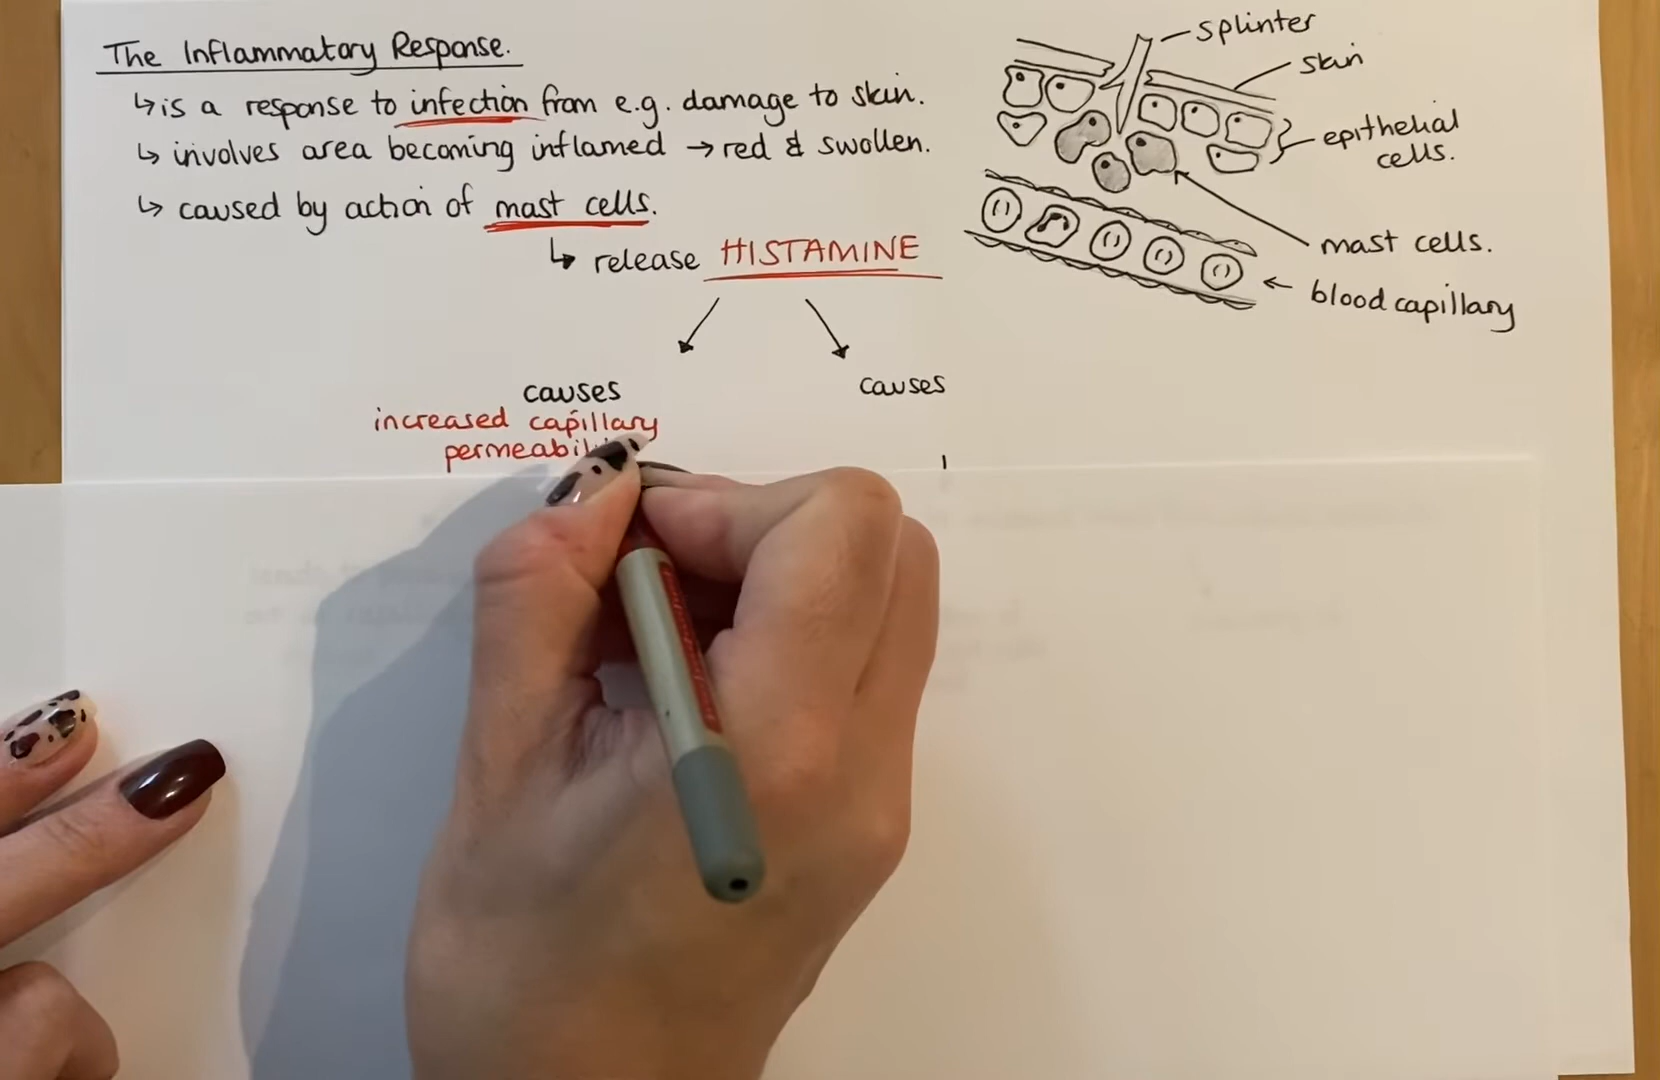 The Inflammatory Response.
↳ is a response to infection from e.g. damage to skin.
↳ involves area becoming inflamed → red & swollen.
↳ caused by action of mast cells.
↳ release HISTAMINE
causes
increased capillary
causes
splinter
skin
epithelial
cells.
mast cells.
blood capillary